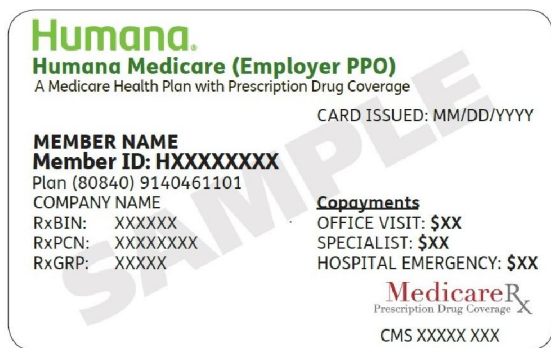 Humana®
Humana Medicare (Employer PPO)
A Medicare Health Plan with Prescription Drug Coverage
CARD ISSUED: MM/DD/YYYY
MEMBER NAME
Member ID: HXXXXXXXX
Plan (80840) 9140461101
COMPANY NAME
RxBIN: XXXXXX
RxPCN: XXXXXXXX
RxGRP: XXXXX
Copayments
OFFICE VISIT: $XX
SPECIALIST: $XX
HOSPITAL EMERGENCY: $XX
MedicareRx
Prescription Drug Coverage X
CMS XXXXX XXX
SAMPLE